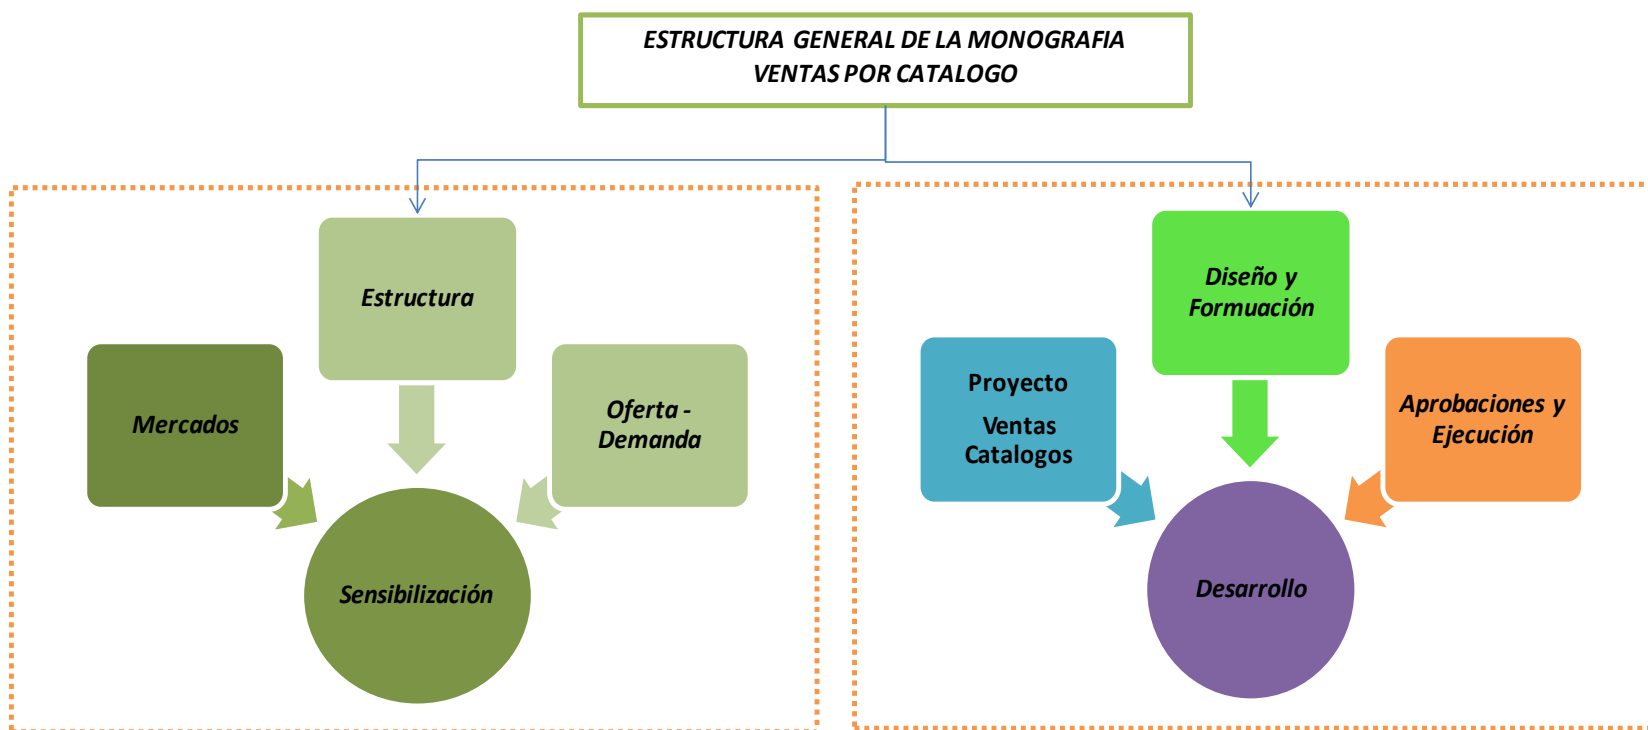 ESTRUCTURA GENERAL DE LA MONOGRAFIA
VENTAS POR CATALOGO
Estructura
Mercados
Oferta -
Demanda
Sensibilización
Diseño y
Formuación
Proyecto
Ventas
Catalogos
Aprobaciones y
Ejecución
Desarrollo